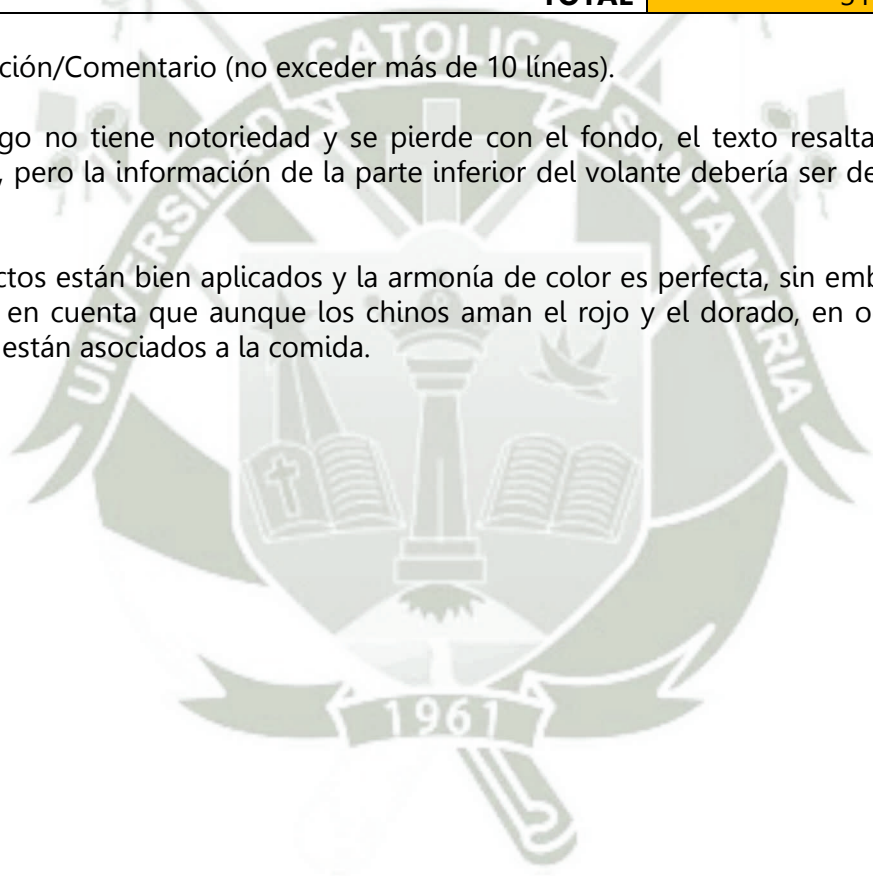 TOTAL
ción/Comentario (no exceder más de 10 líneas).
go no tiene notoriedad y se pierde con el fondo, el texto resalta
, pero la información de la parte inferior del volante debería ser de
ctos están bien aplicados y la armonía de color es perfecta, sin emb
en cuenta que aunque los chinos aman el rojo y el dorado, en o
están asociados a la comida.
UNIVERSIDAD CATOLICA SANTA MARIA
1961